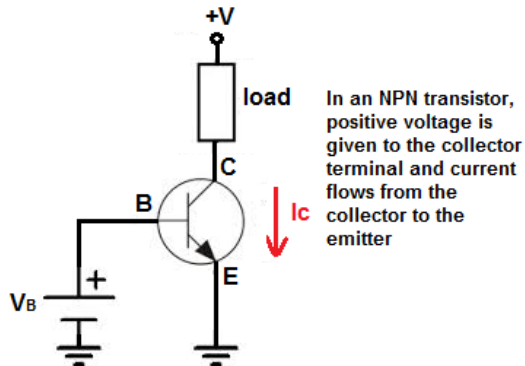 +V
load
In an NPN transistor,
positive voltage is
given to the collector
terminal and current
flows from the
collector to the
emitter
C
B
Ic
E
+
VB